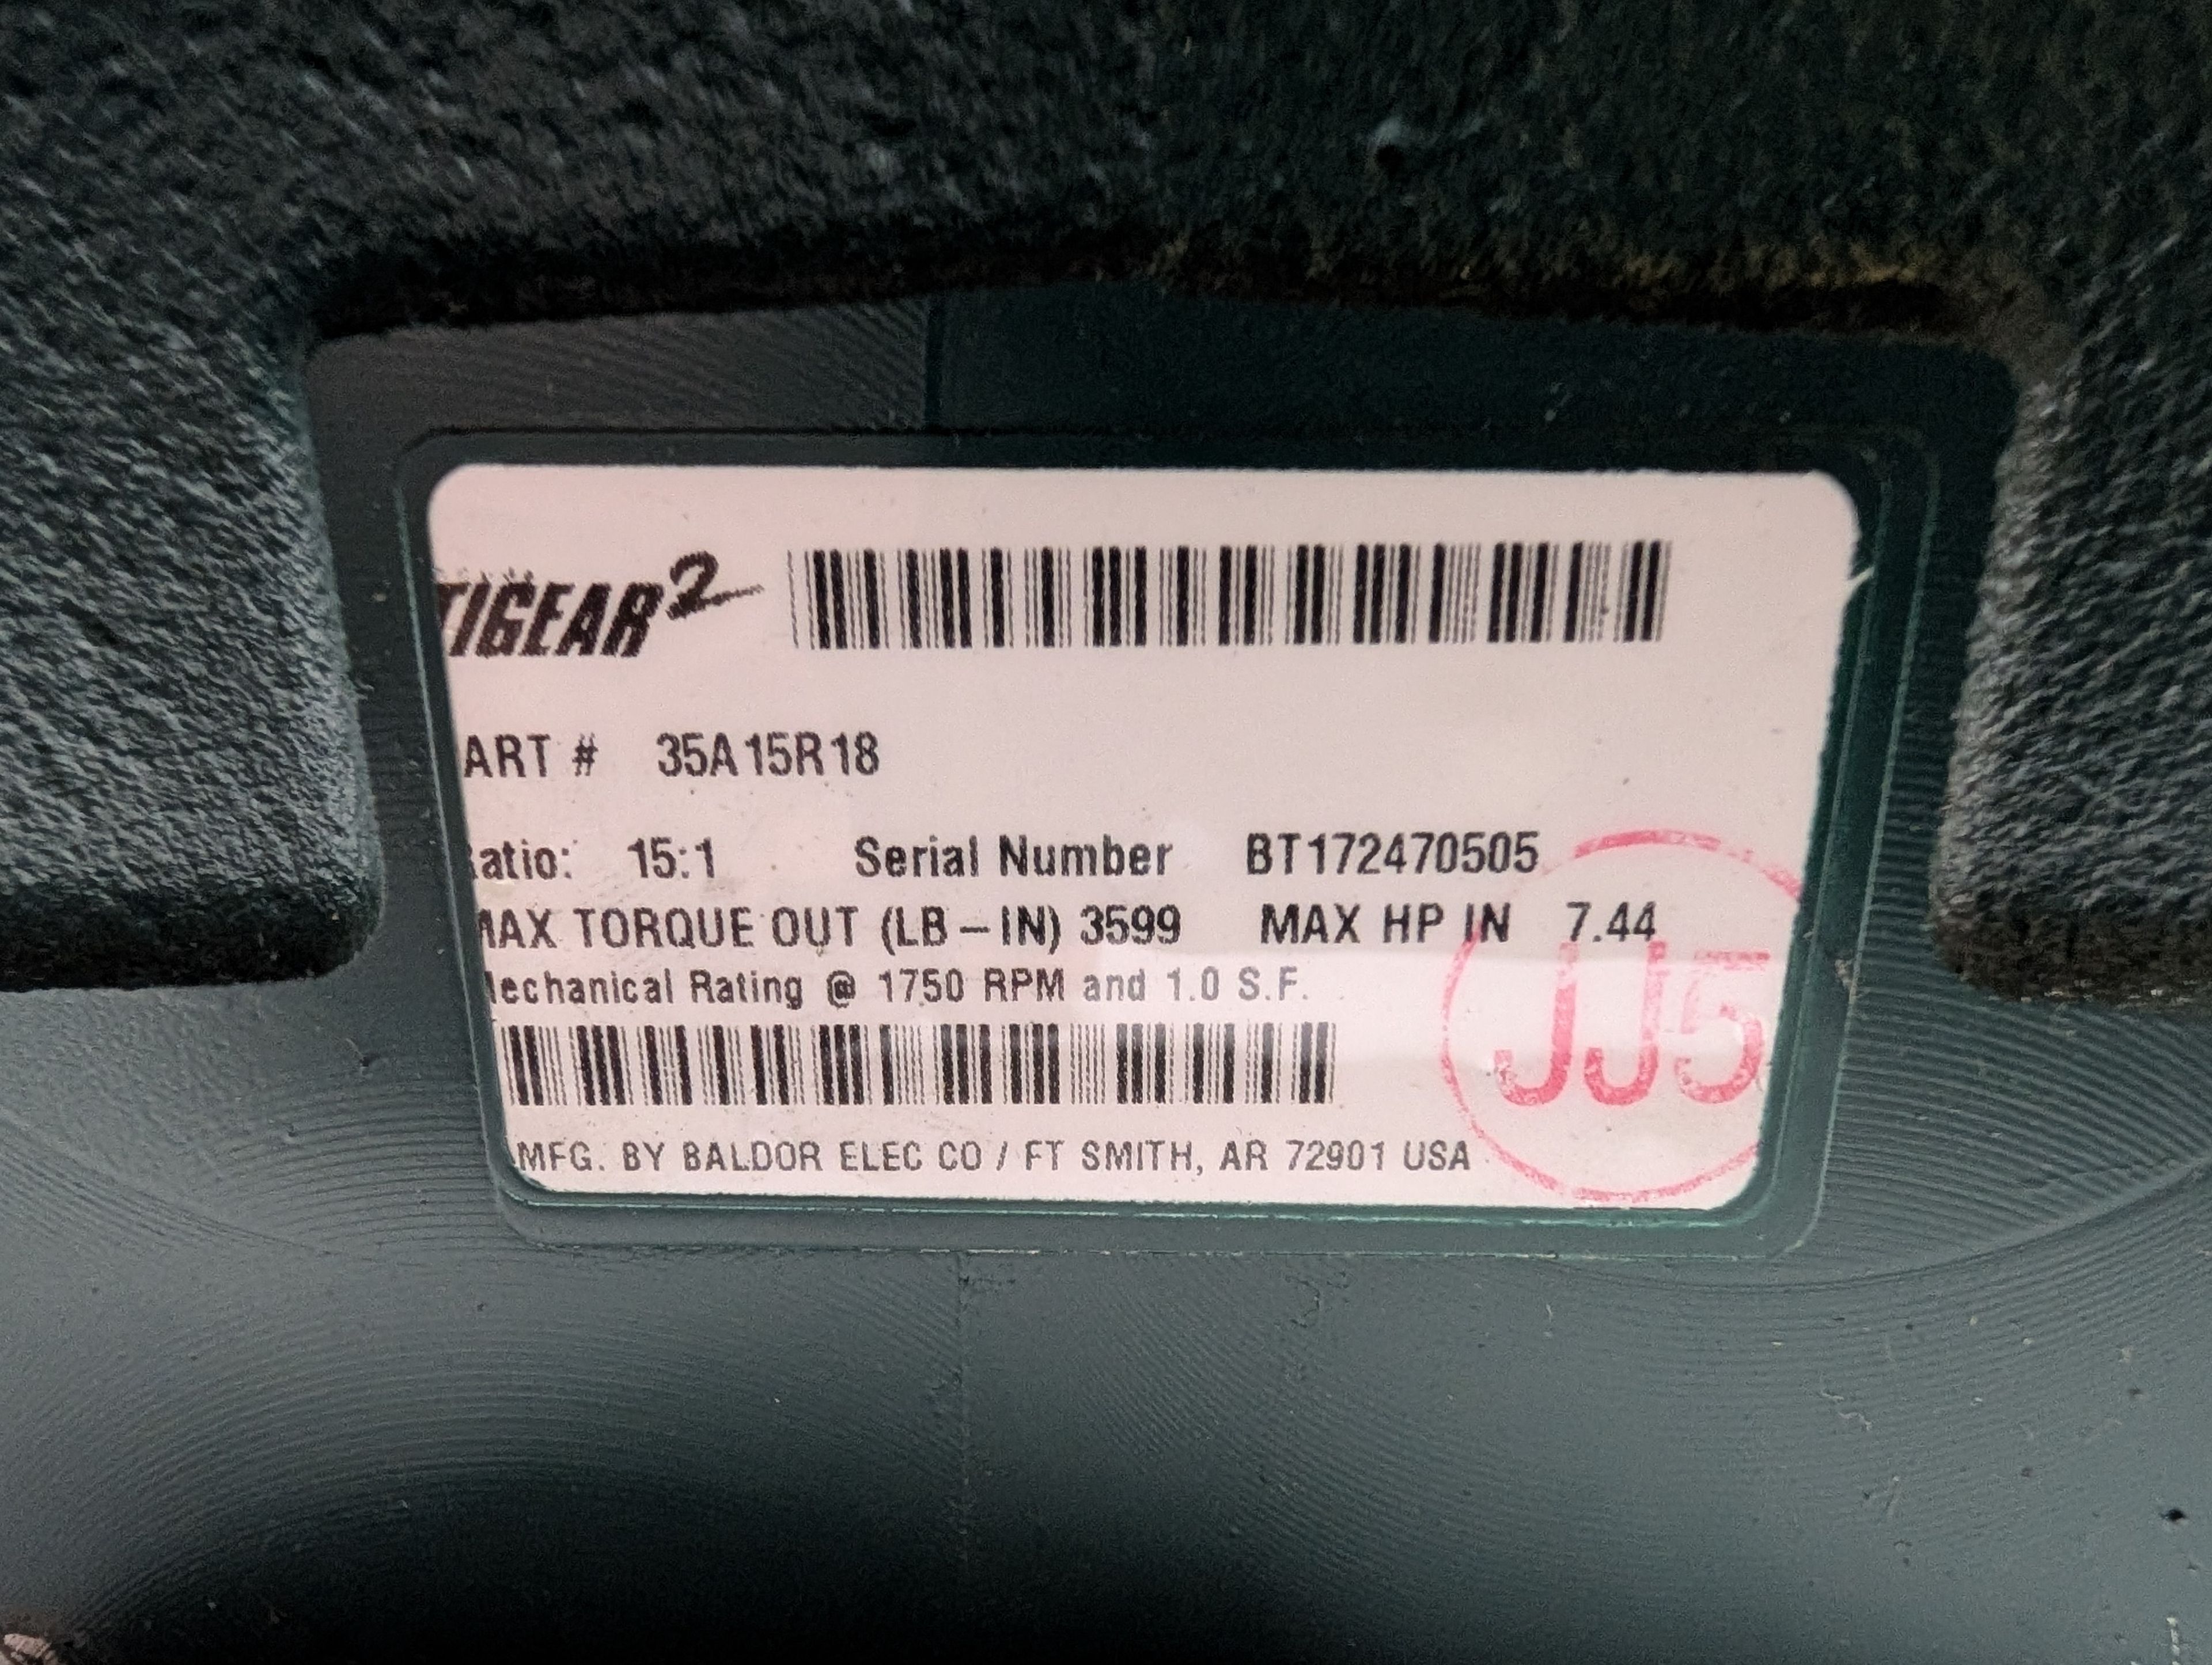 TIGEAR2
ART # 35A15R18
atio: 15:1 Serial Number BT172470505
MAX TORQUE OUT (LB-IN) 3599 MAX HP IN 7.44
Mechanical Rating @ 1750 RPM and 1.0 S.F.
JJ5
MFG. BY BALDOR ELEC CO / FT SMITH, AR 72901 USA